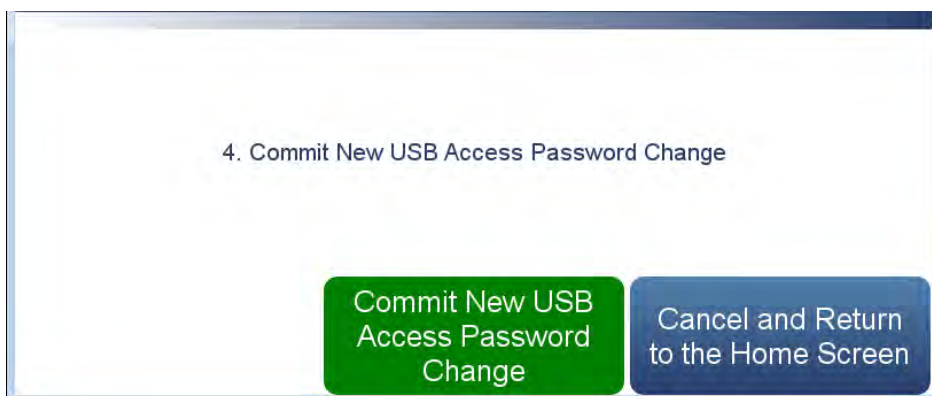 4. Commit New USB Access Password Change
Commit New USB
Access Password
Change
Cancel and Return
to the Home Screen